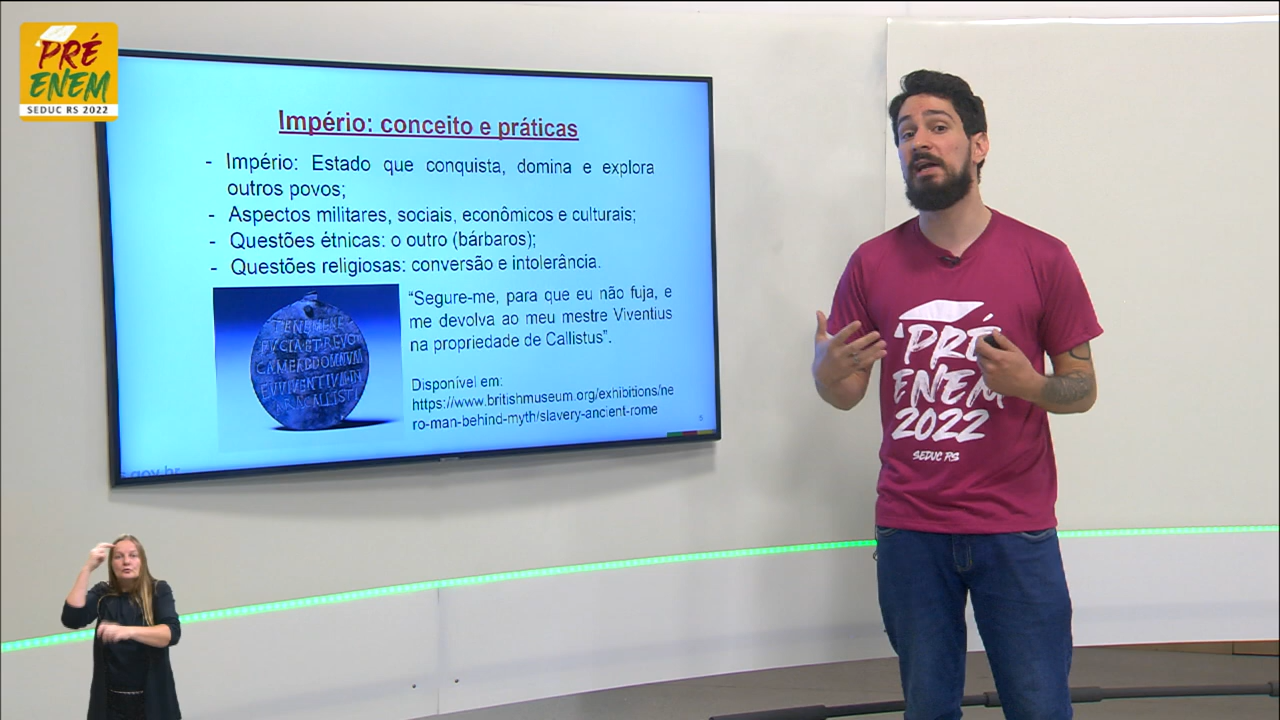 PRÉ
ENEM
SEDUC RS 2022
Império: conceito e práticas
- Império: Estado que conquista, domina e explora
outros povos;
- Aspectos militares, sociais, econômicos e culturais;
- Questões étnicas: o outro (bárbaros);
- Questões religiosas: conversão e intolerância.
“Segure-me, para que eu não fuja, e
me devolva ao meu mestre Viventius
na propriedade de Callistus”.
Disponível em:
https://www.britishmuseum.org/exhibitions/ne
ro-man-behind-myth/slavery-ancient-rome
5
s.gov.br
'PRÉ
ENEM
2022
SEDUC RS